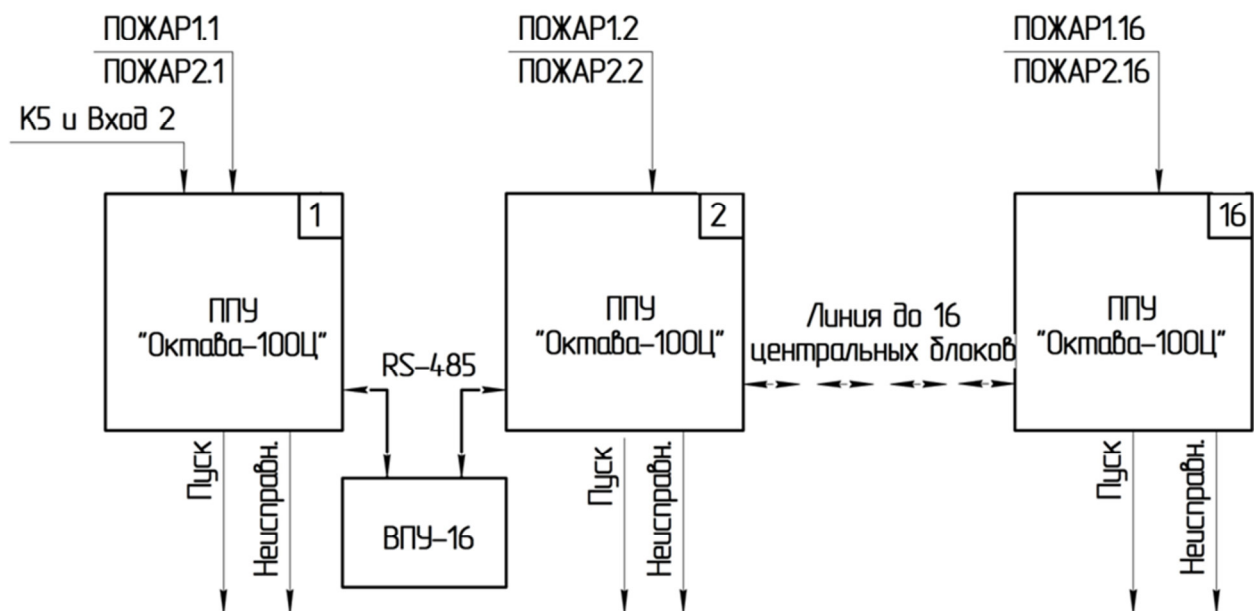 ПОЖАР1.1
ПОЖАР2.1
К5 и Вход 2
1
ППУ
"Октава-100Ц"
Пуск
Неисправн.
RS-485
ВПУ-16
ПОЖАР1.2
ПОЖАР2.2
2
ППУ
"Октава-100Ц"
Пуск
Неисправн.
Линия до 16
центральных блоков
ПОЖАР1.16
ПОЖАР2.16
16
ППУ
"Октава-100Ц"
Пуск
Неисправн.